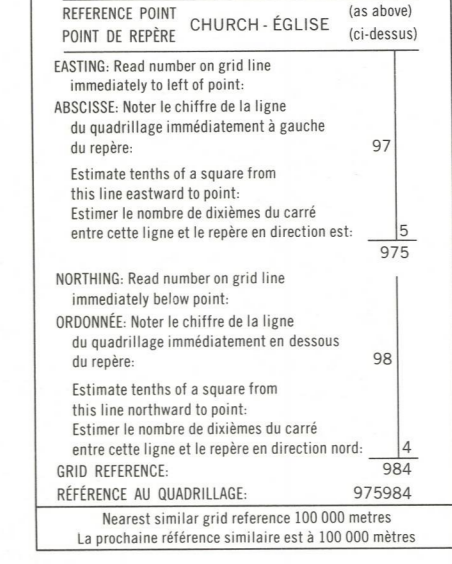 REFERENCE POINT CHURCH - ÉGLISE (as above)
POINT DE REPÈRE (ci-dessus)
EASTING: Read number on grid line
immediately to left of point:
ABSCISSE: Noter le chiffre de la ligne
du quadrillage immédiatement à gauche
du repère: 97
Estimate tenths of a square from
this line eastward to point:
Estimer le nombre de dixièmes du carré
entre cette ligne et le repère en direction est: 5
975
NORTHING: Read number on grid line
immediately below point:
ORDONNÉE: Noter le chiffre de la ligne
du quadrillage immédiatement en dessous
du repère: 98
Estimate tenths of a square from
this line northward to point:
Estimer le nombre de dixièmes du carré
entre cette ligne et le repère en direction nord: 4
GRID REFERENCE: 984
RÉFÉRENCE AU QUADRILLAGE: 975984
Nearest similar grid reference 100 000 metres
La prochaine référence similaire est à 100 000 mètres